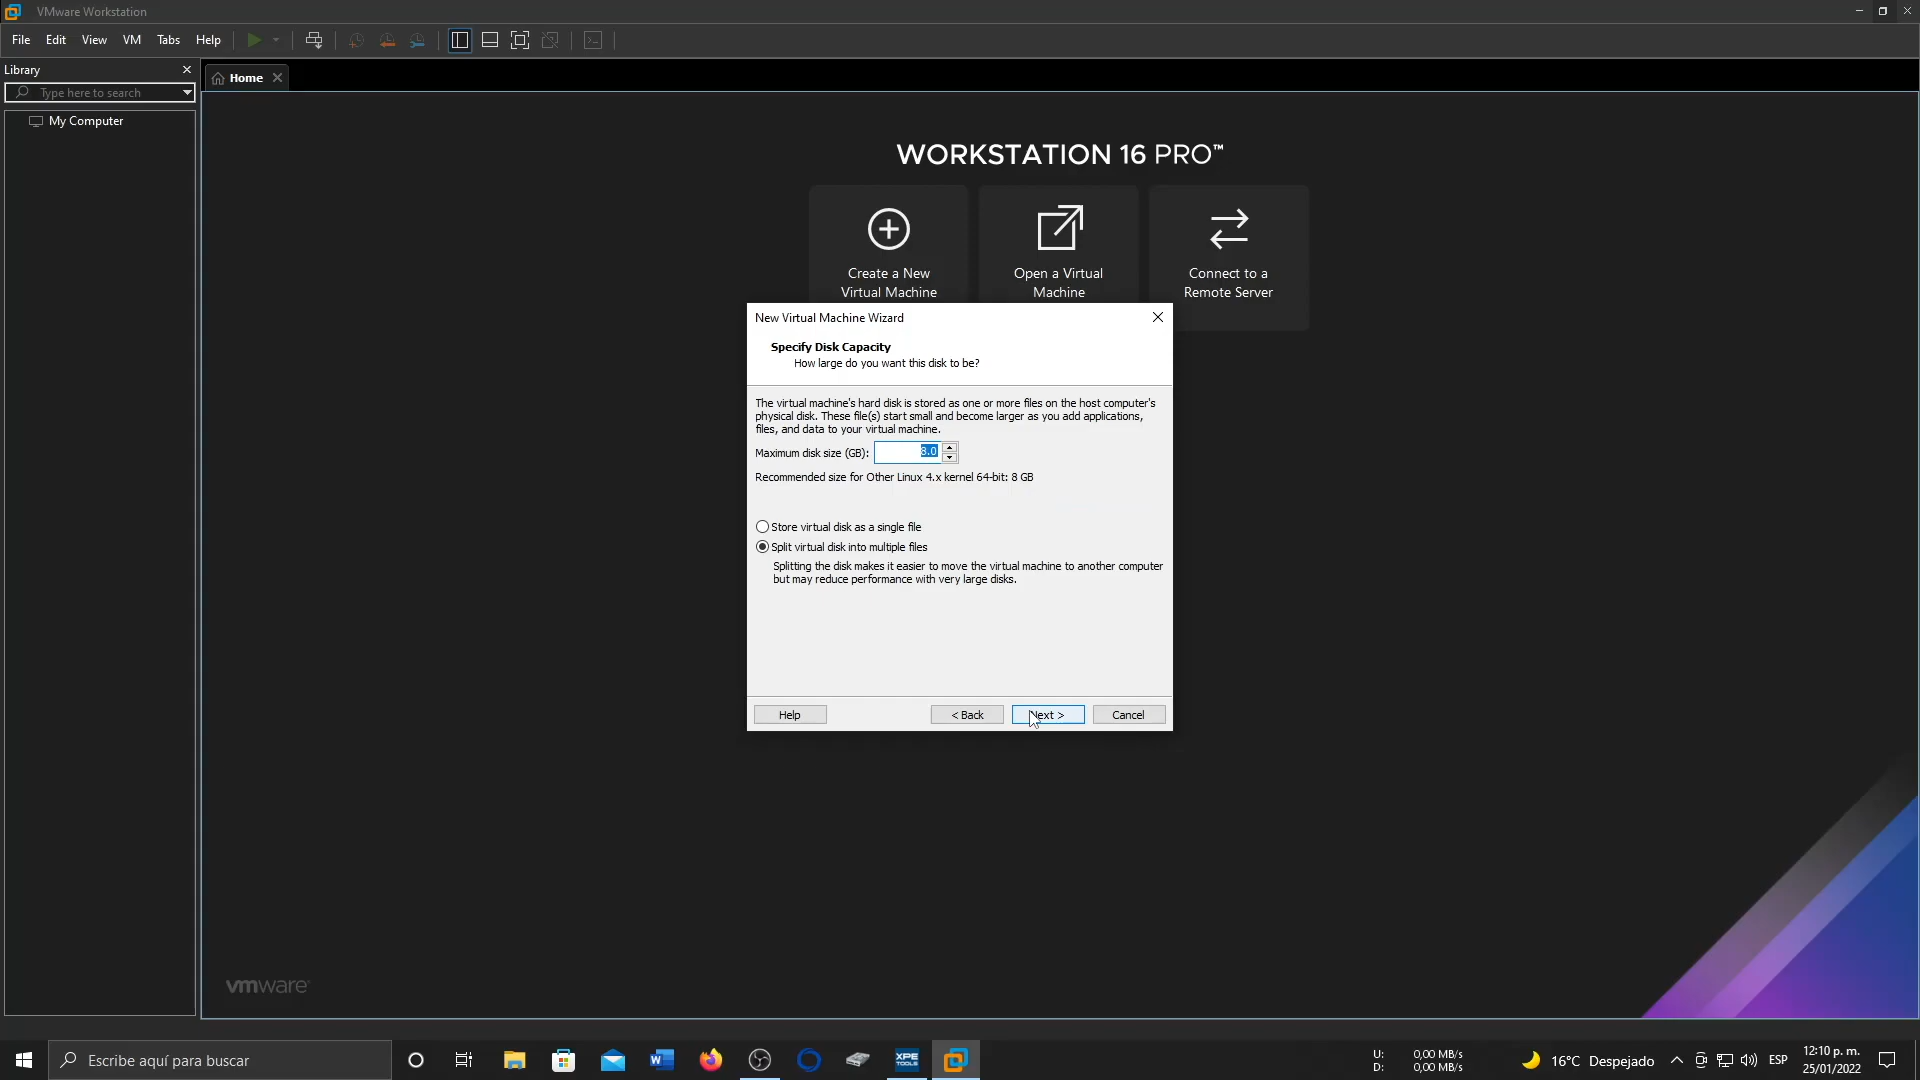 VMware Workstation
File Edit View VM Tabs Help
Library
Type here to search
My Computer
Home
WORKSTATION 16 PRO™
Create a New
Virtual Machine
Open a Virtual
Machine
Connect to a
Remote Server
New Virtual Machine Wizard
Specify Disk Capacity
How large do you want this disk to be?
The virtual machine's hard disk is stored as one or more files on the host computer's
physical disk. These file(s) start small and become larger as you add applications,
files, and data to your virtual machine.
Maximum disk size (GB): 8.0
Recommended size for Other Linux 4.x kernel 64-bit: 8 GB
Store virtual disk as a single file
Split virtual disk into multiple files
Splitting the disk makes it easier to move the virtual machine to another computer
but may reduce performance with very large disks.
Help
< Back
Next >
Cancel
vmware
Escribe aquí para buscar
XPE
TOOLS
U: 0,00 MB/s
D: 0,00 MB/s
16°C Despejado
ESP
12:10 p. m.
25/01/2022